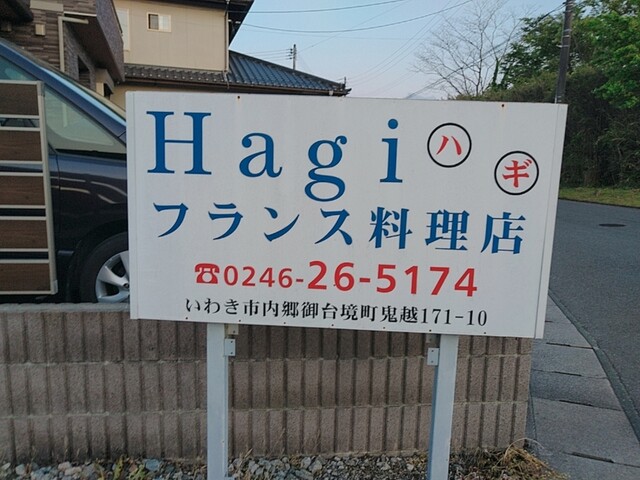 Hagi ハ ギ
フランス料理店
☎0246-26-5174
いわき市内郷御台境町鬼越171-10